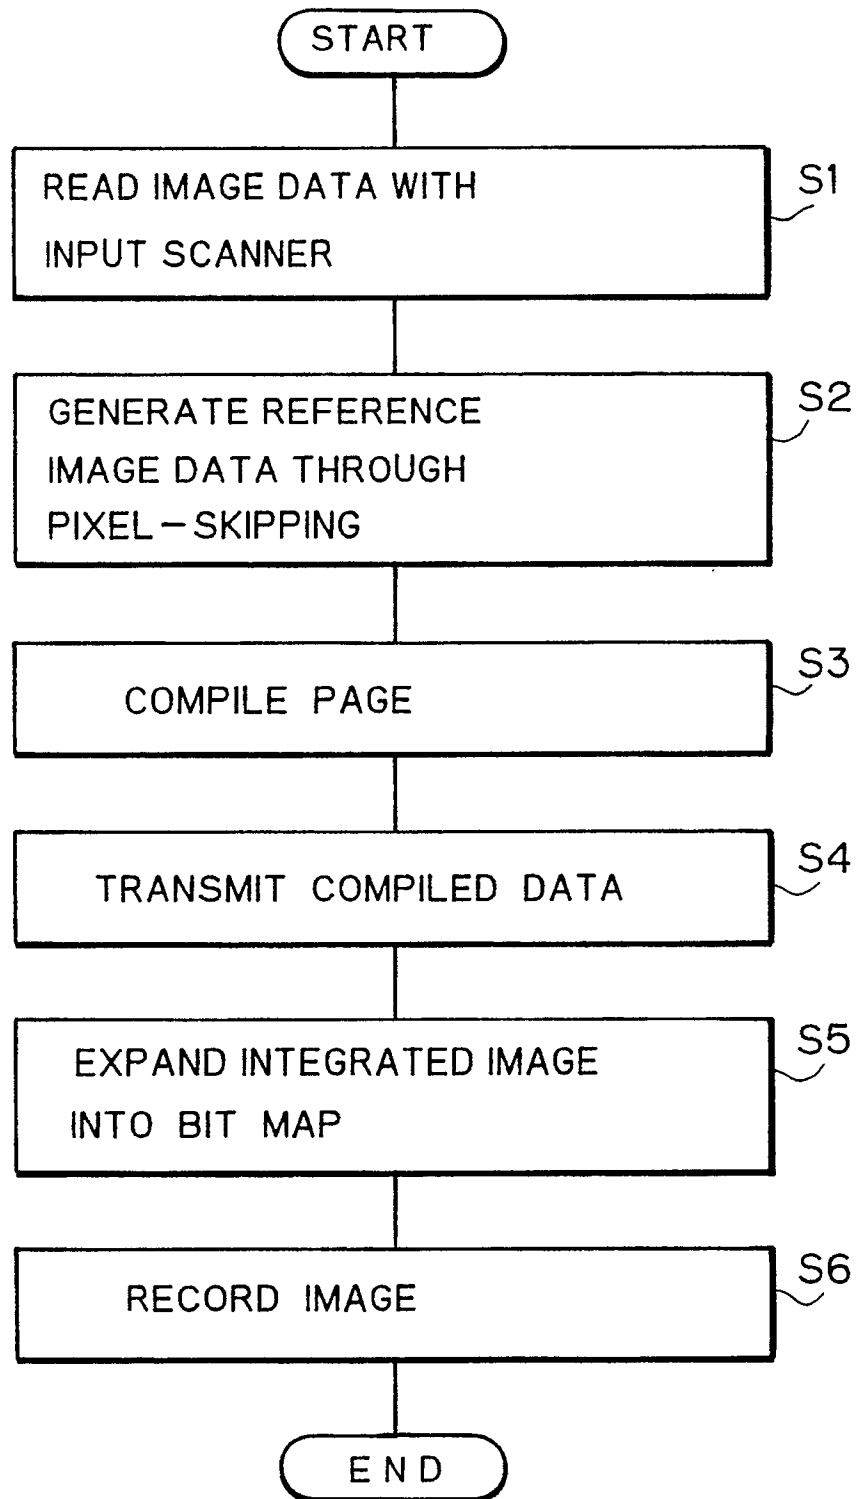 START
READ IMAGE DATA WITH
INPUT SCANNER
S1
GENERATE REFERENCE
IMAGE DATA THROUGH
PIXEL-SKIPPING
S2
COMPILE PAGE
S3
TRANSMIT COMPILED DATA
S4
EXPAND INTEGRATED IMAGE
INTO BIT MAP
S5
RECORD IMAGE
S6
END